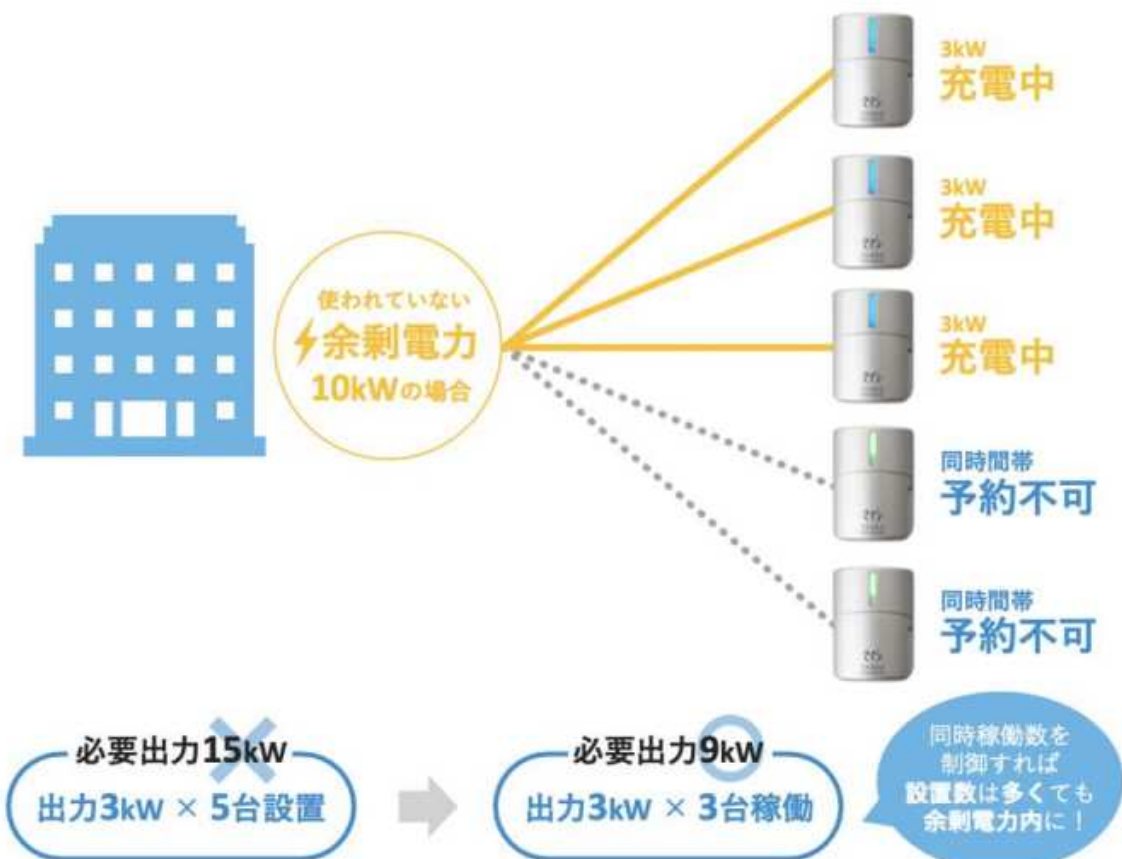 3kW
充電中
3kW
充電中
使われていない
余剰電力
10kWの場合
3kW
充電中
同時間帯
予約不可
同時間帯
予約不可
必要出力15kW
出力3kW × 5台設置
必要出力9kW
出力3kW × 3台稼働
同時稼働数を
制御すれば
設置数は多くても
余剰電力内に！